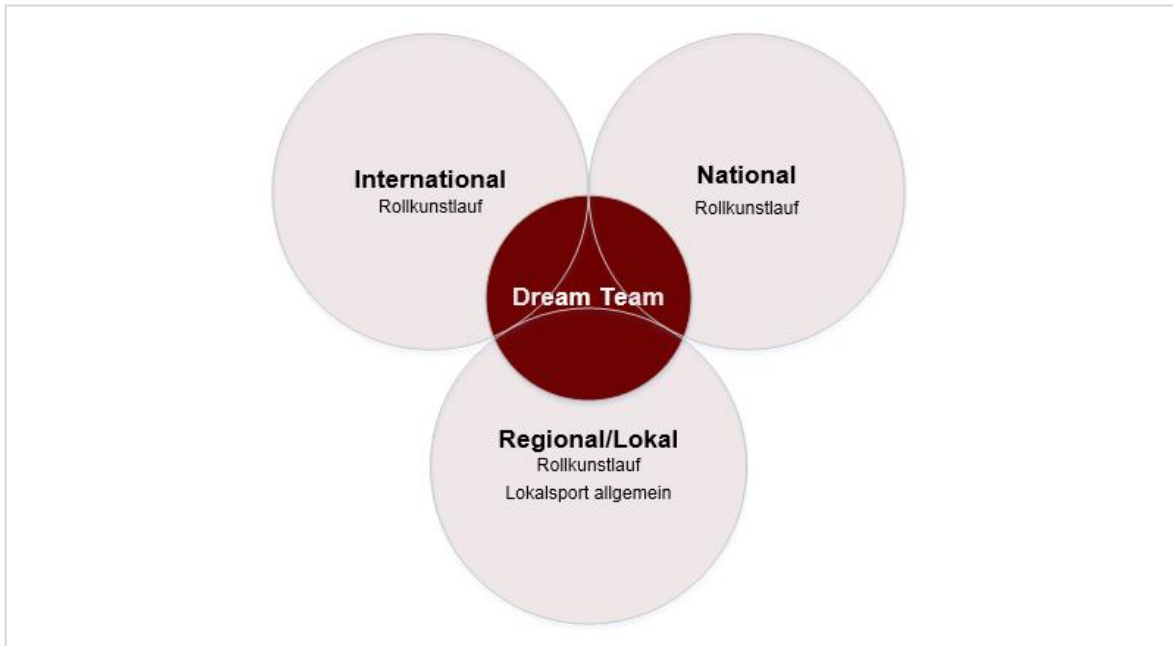 International
Rollkunstlauf
National
Rollkunstlauf
Dream Team
Regional/Lokal
Rollkunstlauf
Lokalsport allgemein